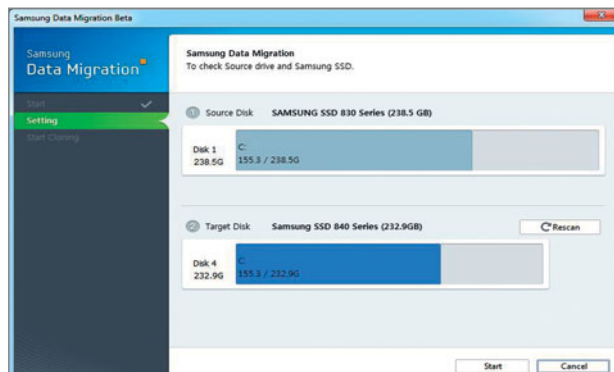 Samsung Data Migration Beta
Samsung
Data Migration
Samsung Data Migration
To check Source drive and Samsung SSD.
Start
Setting
Start Cloning
1 Source Disk SAMSUNG SSD 830 Series (238.5 GB)
Disk 1
238.5G
C:
155.3 / 238.5G
2 Target Disk Samsung SSD 840 Series (232.9GB)
Rescan
Disk 4
232.9G
C:
155.3 / 232.9G
Start
Cancel